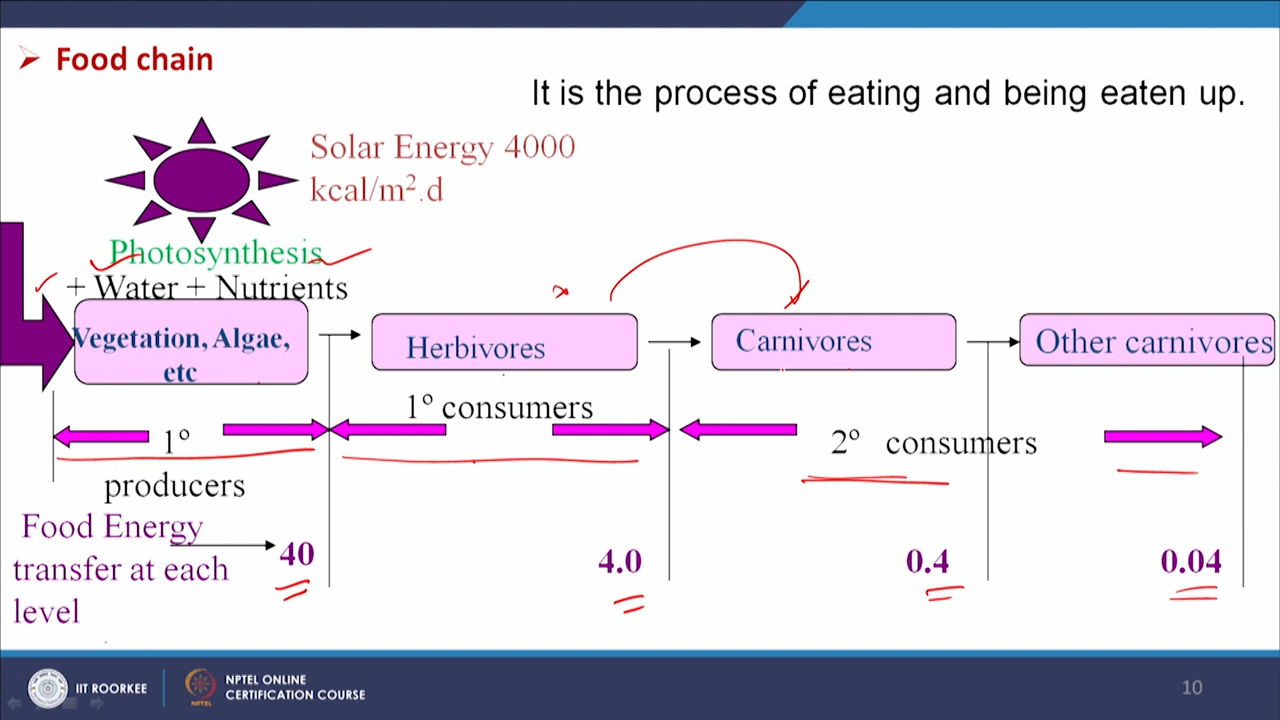 Food chain
It is the process of eating and being eaten up.
Solar Energy 4000
kcal/m².d
Photosynthesis
+ Water + Nutrients
Vegetation, Algae,
etc
Herbivores
Carnivores
Other carnivores
1° consumers
1°
producers
2° consumers
Food Energy
transfer at each
level
40
4.0
0.4
0.04
IIT ROORKEE
NPTEL
NPTEL ONLINE
CERTIFICATION COURSE
10